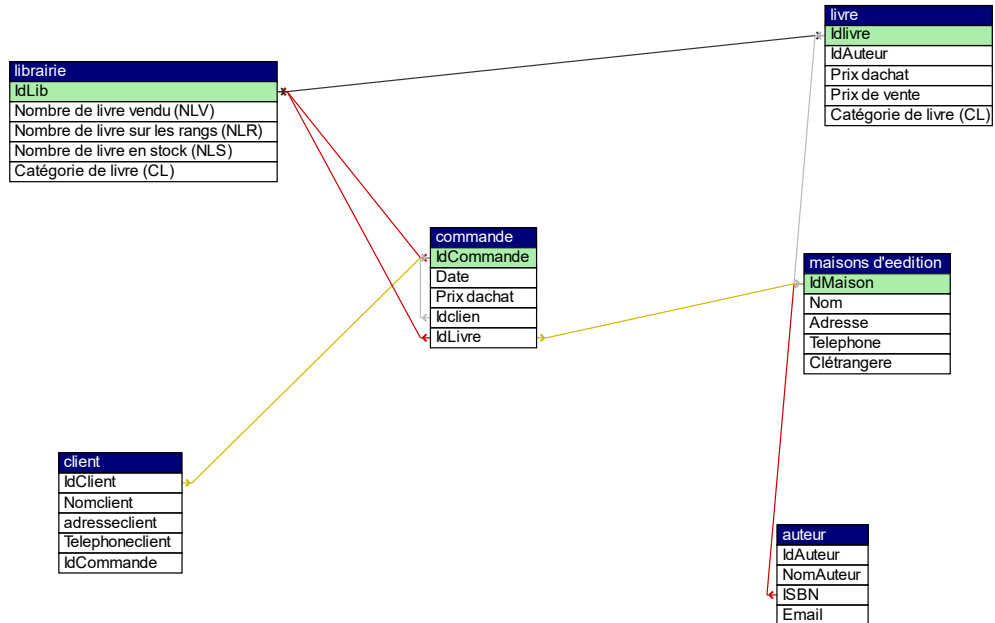 livre
Idlivre
IdAuteur
Prix dachat
Prix de vente
Catégorie de livre (CL)
librairie
IdLib
Nombre de livre vendu (NLV)
Nombre de livre sur les rangs (NLR)
Nombre de livre en stock (NLS)
Catégorie de livre (CL)
commande
IdCommande
Date
Prix dachat
Idclien
IdLivre
maisons d'eedition
IdMaison
Nom
Adresse
Telephone
Clétrangere
client
IdClient
Nomclient
adresseclient
Telephoneclient
IdCommande
auteur
IdAuteur
NomAuteur
ISBN
Email